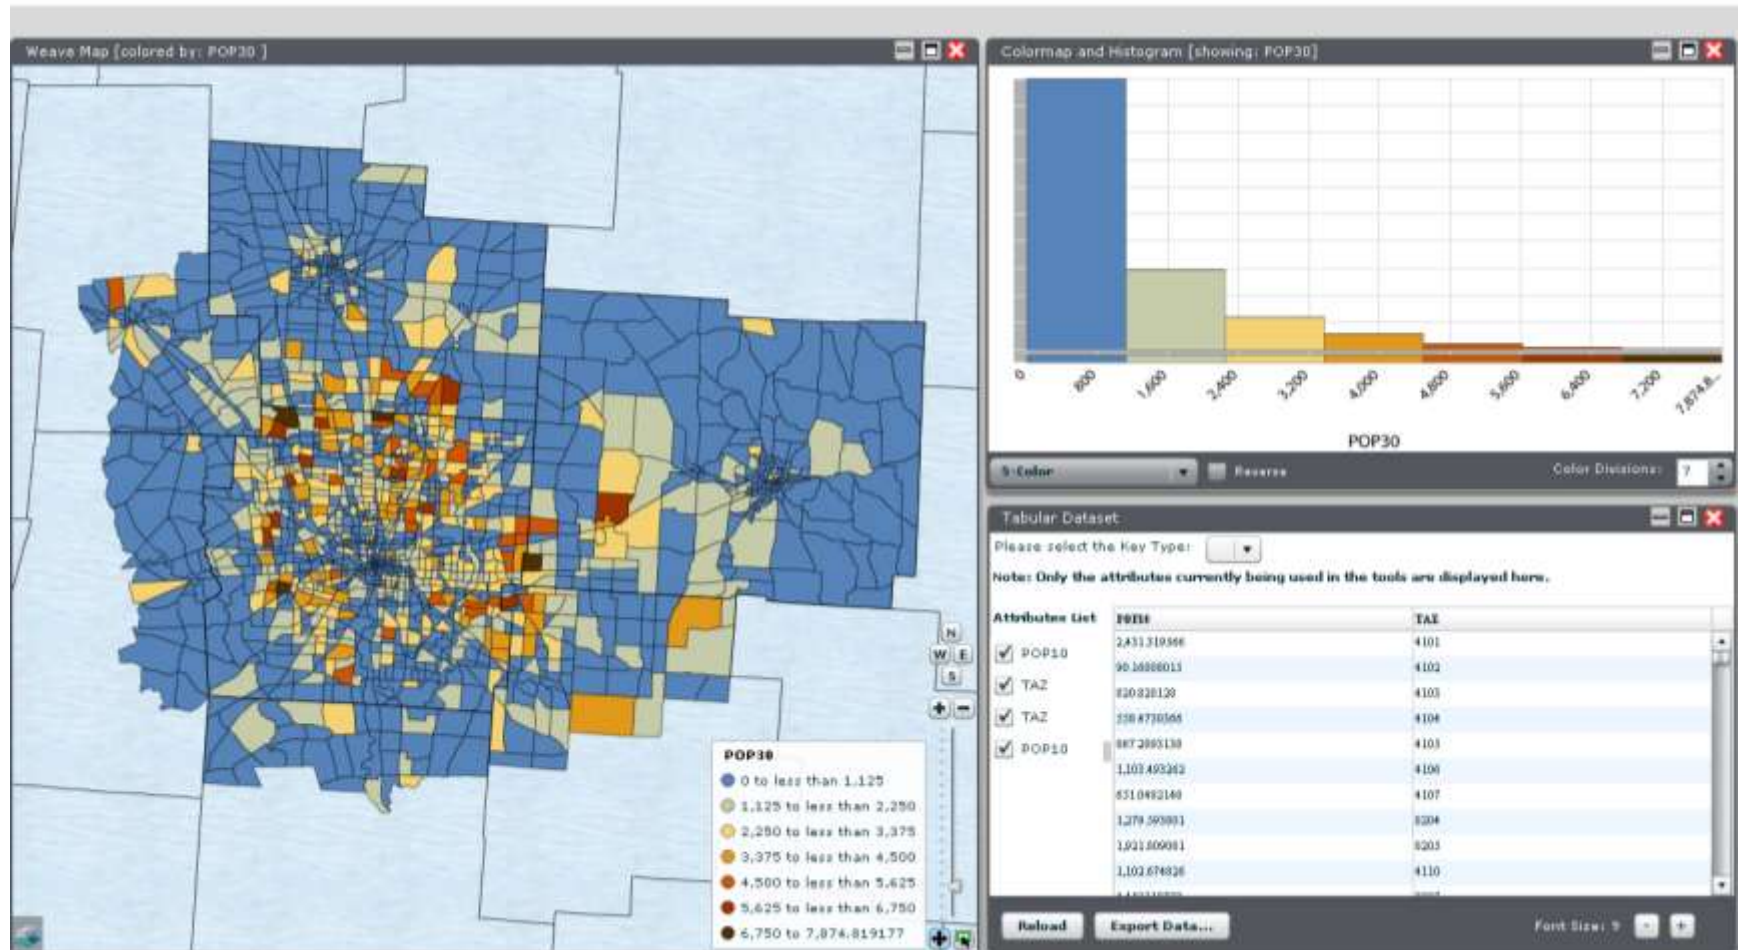 Weave Map [colored by: POP30 ]
N
W E
S
POP30
0 to less than 1,125
1,125 to less than 2,250
2,250 to less than 3,375
3,375 to less than 4,500
4,500 to less than 5,625
5,625 to less than 6,750
6,750 to 7,874.819177
Colormap and Histogram [showing: POP30]
0 800 1,600 2,400 3,200 4,000 4,800 5,600 6,400 7,200 7,874.8...
POP30
5-Color Reverse Color Divisions: 7
Tabular Dataset
Please select the Key Type:
Note: Only the attributes currently being used in the tools are displayed here.
Attributes List
POP10
TAZ
TAZ
POP10
TAZ
4101
4102
4103
4104
4106
4107
8204
4110
Reload Export Data... Font Size: 9 - +